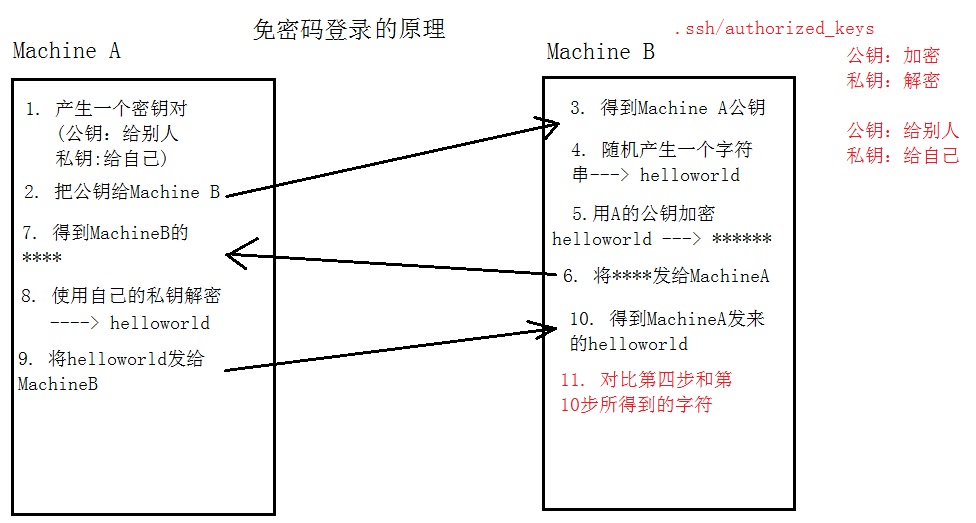 免密码登录的原理
.ssh/authorized_keys
公钥：加密
私钥：解密
公钥：给别人
私钥：给自己
Machine A
1. 产生一个密钥对
(公钥：给别人
私钥:给自己)
2. 把公钥给Machine B
7. 得到MachineB的
****
8. 使用自己的私钥解密
----> helloworld
9. 将helloworld发给
MachineB
Machine B
3. 得到Machine A公钥
4. 随机产生一个字符
串---> helloworld
5.用A的公钥加密
helloworld ---> ******
6. 将****发给MachineA
10. 得到MachineA发来
的helloworld
11. 对比第四步和第
10步所得到的字符